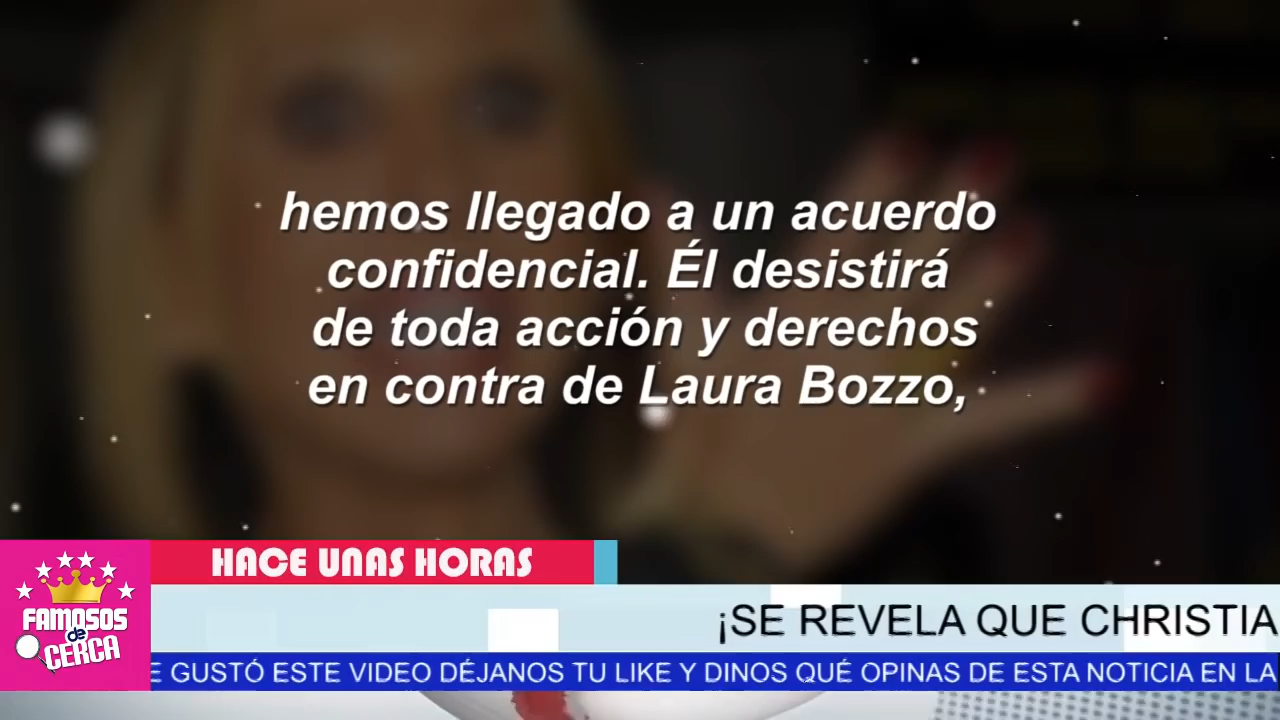 hemos llegado a un acuerdo
confidencial. Él desistirá
de toda acción y derechos
en contra de Laura Bozzo,
HACE UNAS HORAS
FAMOSOS
de
CERCA
¡SE REVELA QUE CHRISTIA
E GUSTÓ ESTE VIDEO DÉJANOS TU LIKE Y DINOS QUÉ OPINAS DE ESTA NOTICIA EN LA